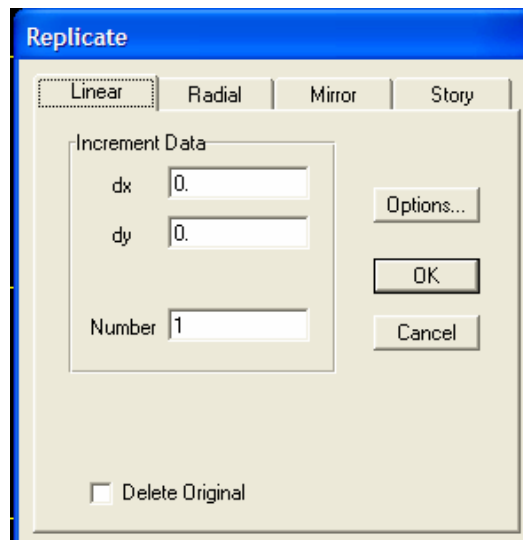 Replicate
Linear Radial Mirror Story
Increment Data
dx 0.
dy 0.
Options...
OK
Number 1
Cancel
Delete Original